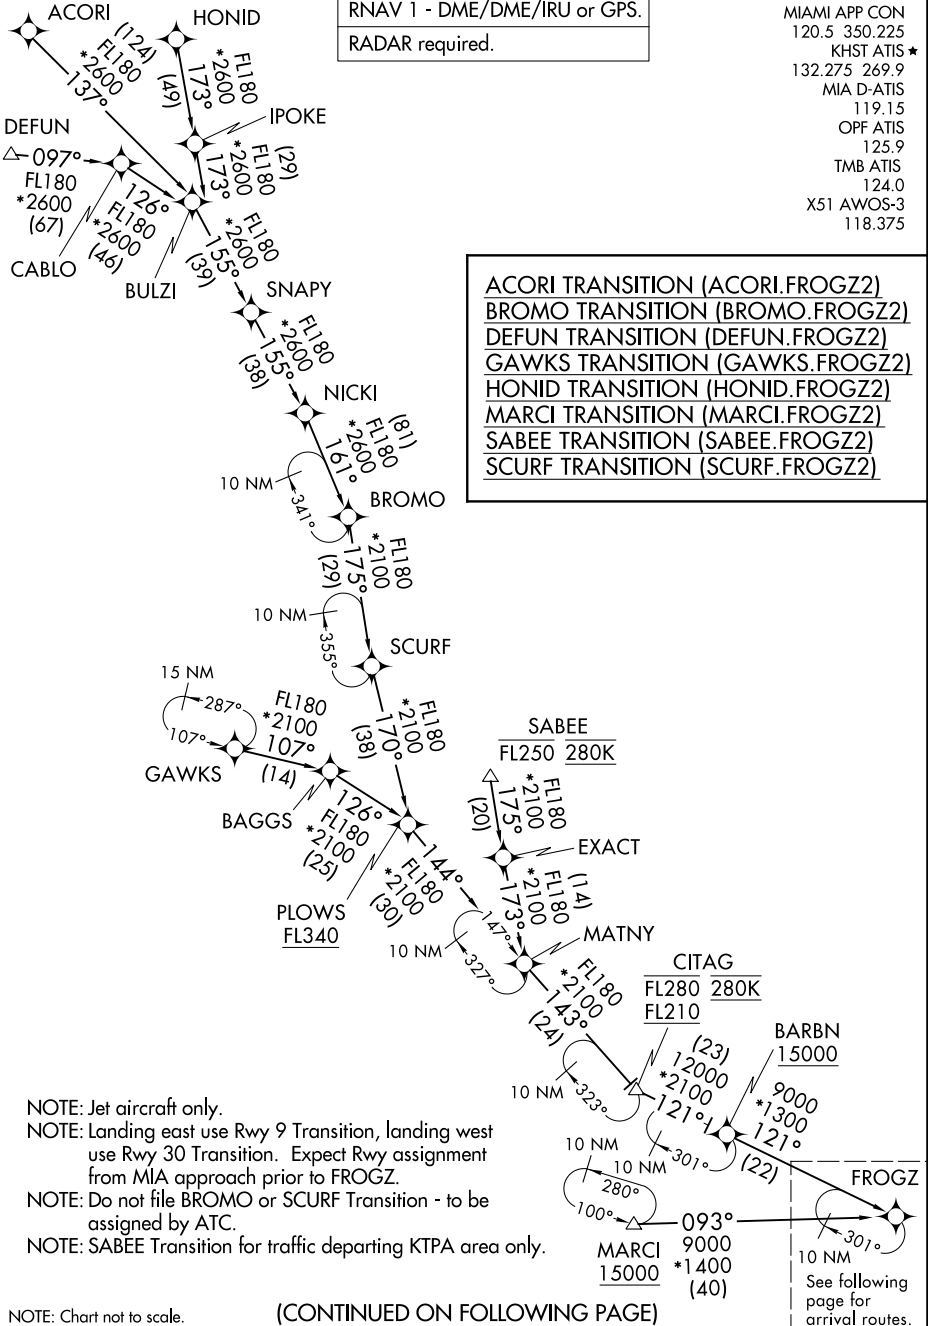 RNAV 1 - DME/DME/IRU or GPS.
RADAR required.
MIAMI APP CON
120.5 350.225
KHST ATIS ★
132.275 269.9
MIA D-ATIS
119.15
OPF ATIS
125.9
TMB ATIS
124.0
X51 AWOS-3
118.375
ACORI
(124)
FL180
*2600
137°
HONID
FL180
*2600
173°
(49)
IPOKE
(29)
FL180
*2600
173°
DEFUN
097°
FL180
*2600
(67)
CABLO
126°
FL180
*2600
(46)
BULZI
FL180
*2600
155°
(39)
SNAPY
FL180
*2600
155°
(38)
NICKI
(81)
FL180
*2600
161°
10 NM
341°
BROMO
FL180
*2100
175°
(29)
10 NM
355°
SCURF
FL180
*2100
170°
(38)
15 NM
287°
107°
GAWKS
FL180
*2100
107°
(14)
BAGGS
126°
FL180
*2100
(25)
PLOWS
FL340
144°
FL180
*2100
(30)
SABEE
FL250 280K
FL180
*2100
175°
(20)
EXACT
(14)
FL180
*2100
173°
147°
10 NM
327°
MATNY
FL180
*2100
143°
(24)
CITAG
FL280 280K
FL210
10 NM
323°
(23)
12000
*2100
121°
BARBN
15000
10 NM
301°
9000
*1300
121°
(22)
10 NM
280°
100°
MARCI
15000
093°
9000
*1400
(40)
FROGZ
301°
10 NM
See following
page for
arrival routes.
ACORI TRANSITION (ACORI.FROGZ2)
BROMO TRANSITION (BROMO.FROGZ2)
DEFUN TRANSITION (DEFUN.FROGZ2)
GAWKS TRANSITION (GAWKS.FROGZ2)
HONID TRANSITION (HONID.FROGZ2)
MARCI TRANSITION (MARCI.FROGZ2)
SABEE TRANSITION (SABEE.FROGZ2)
SCURF TRANSITION (SCURF.FROGZ2)
NOTE: Jet aircraft only.
NOTE: Landing east use Rwy 9 Transition, landing west
use Rwy 30 Transition. Expect Rwy assignment
from MIA approach prior to FROGZ.
NOTE: Do not file BROMO or SCURF Transition - to be
assigned by ATC.
NOTE: SABEE Transition for traffic departing KTPA area only.
NOTE: Chart not to scale.
(CONTINUED ON FOLLOWING PAGE)